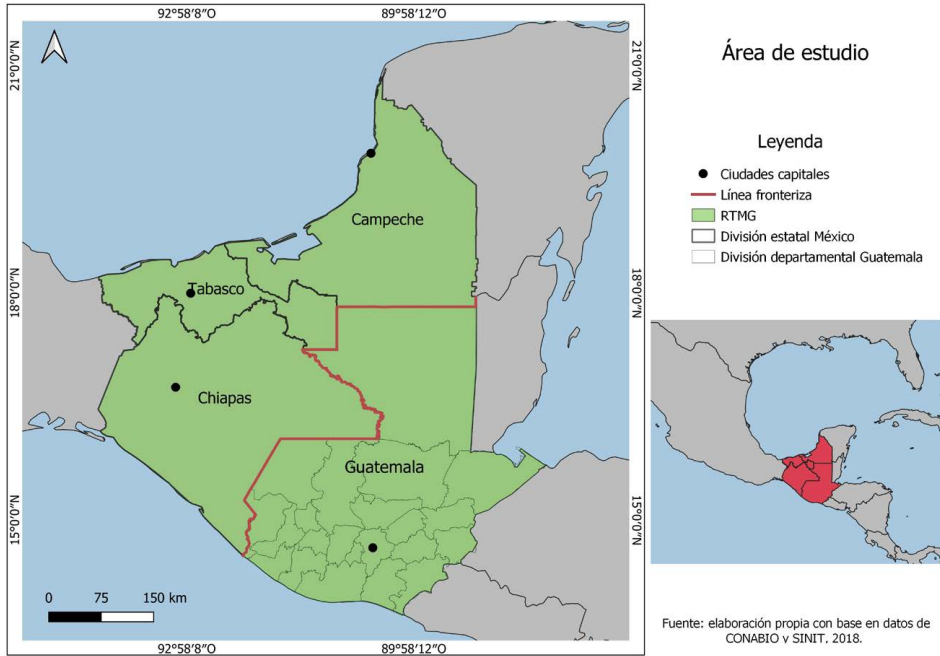 92°58'8"O
89°58'12"O
21°0'0"N
21°0'0"N
Área de estudio
Leyenda
Ciudades capitales
Línea fronteriza
RTMG
División estatal México
División departamental Guatemala
Campeche
Tabasco
18°0'0"N
18°0'0"N
Chiapas
Guatemala
15°0'0"N
15°0'0"N
0 75 150 km
92°58'8"O
89°58'12"O
Fuente: elaboración propia con base en datos de
CONABIO y SINIT. 2018.